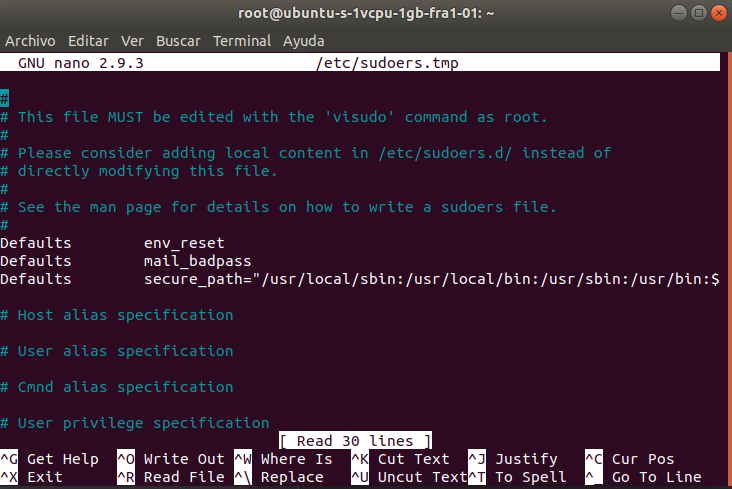 root@ubuntu-s-1vcpu-1gb-fra1-01: ~
Archivo Editar Ver Buscar Terminal Ayuda
GNU nano 2.9.3 /etc/sudoers.tmp
#
# This file MUST be edited with the 'visudo' command as root.
#
# Please consider adding local content in /etc/sudoers.d/ instead of
# directly modifying this file.
#
# See the man page for details on how to write a sudoers file.
#
Defaults env_reset
Defaults mail_badpass
Defaults secure_path="/usr/local/sbin:/usr/local/bin:/usr/sbin:/usr/bin:$
# Host alias specification
# User alias specification
# Cmnd alias specification
# User privilege specification
[ Read 30 lines ]
^G Get Help ^O Write Out ^W Where Is ^K Cut Text ^J Justify ^C Cur Pos
^X Exit ^R Read File ^\ Replace ^U Uncut Text ^T To Spell ^_ Go To Line